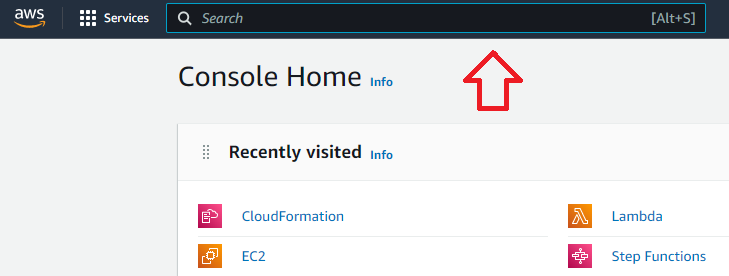 aws Services Search [Alt+S]
Console Home Info
Recently visited Info
CloudFormation Lambda
EC2 Step Functions